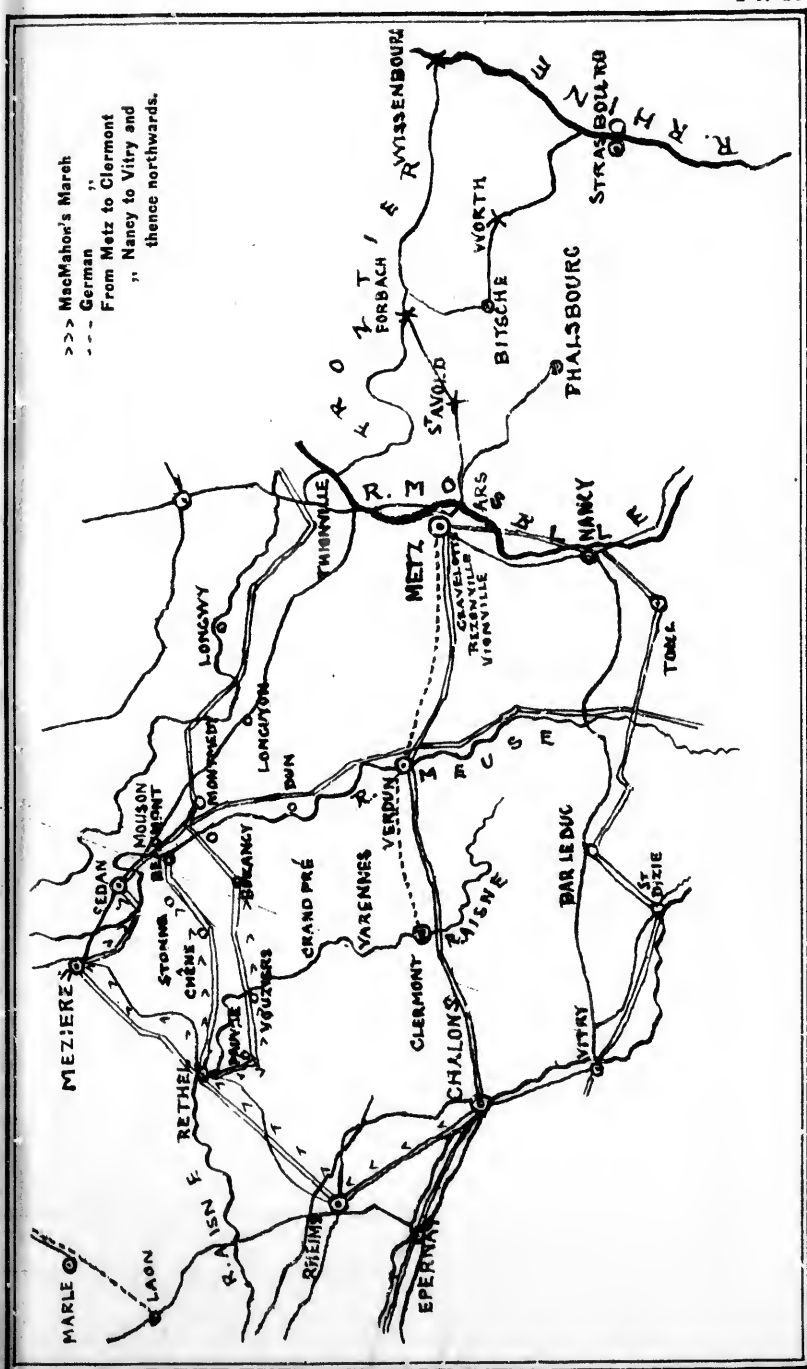 >>> MacMahon's March
--- German "
From Metz to Clermont
" Nancy to Vitry and
thence northwards.
MARLE
LAON
R. AISNE
RHEIMS
EPERNAY
MEZIERES
RETHEL
CHALONS
VITRY
ST DIZIE
SEDAN
MOUSON
BEAUMONT
STONNE
CHÊNE
VOUZIERS
BUZANCY
GRAND PRÉ
VARENNES
CLERMONT
R. AISNE
BAR LE DUC
MONTMEDY
LONGUYON
DUN
VERDUN
R. MEUSE
LONGWY
THIONVILLE
METZ
GRAVELOTTE
REZONVILLE
VIONVILLE
ARS
R. MOSELLE
NANCY
TOUL
FRONTIER
FORBACH
ST AVOLD
BITSCHE
PHALSBOURG
WISSENBOURG
WORTH
STRASBOURG
R. RHINE